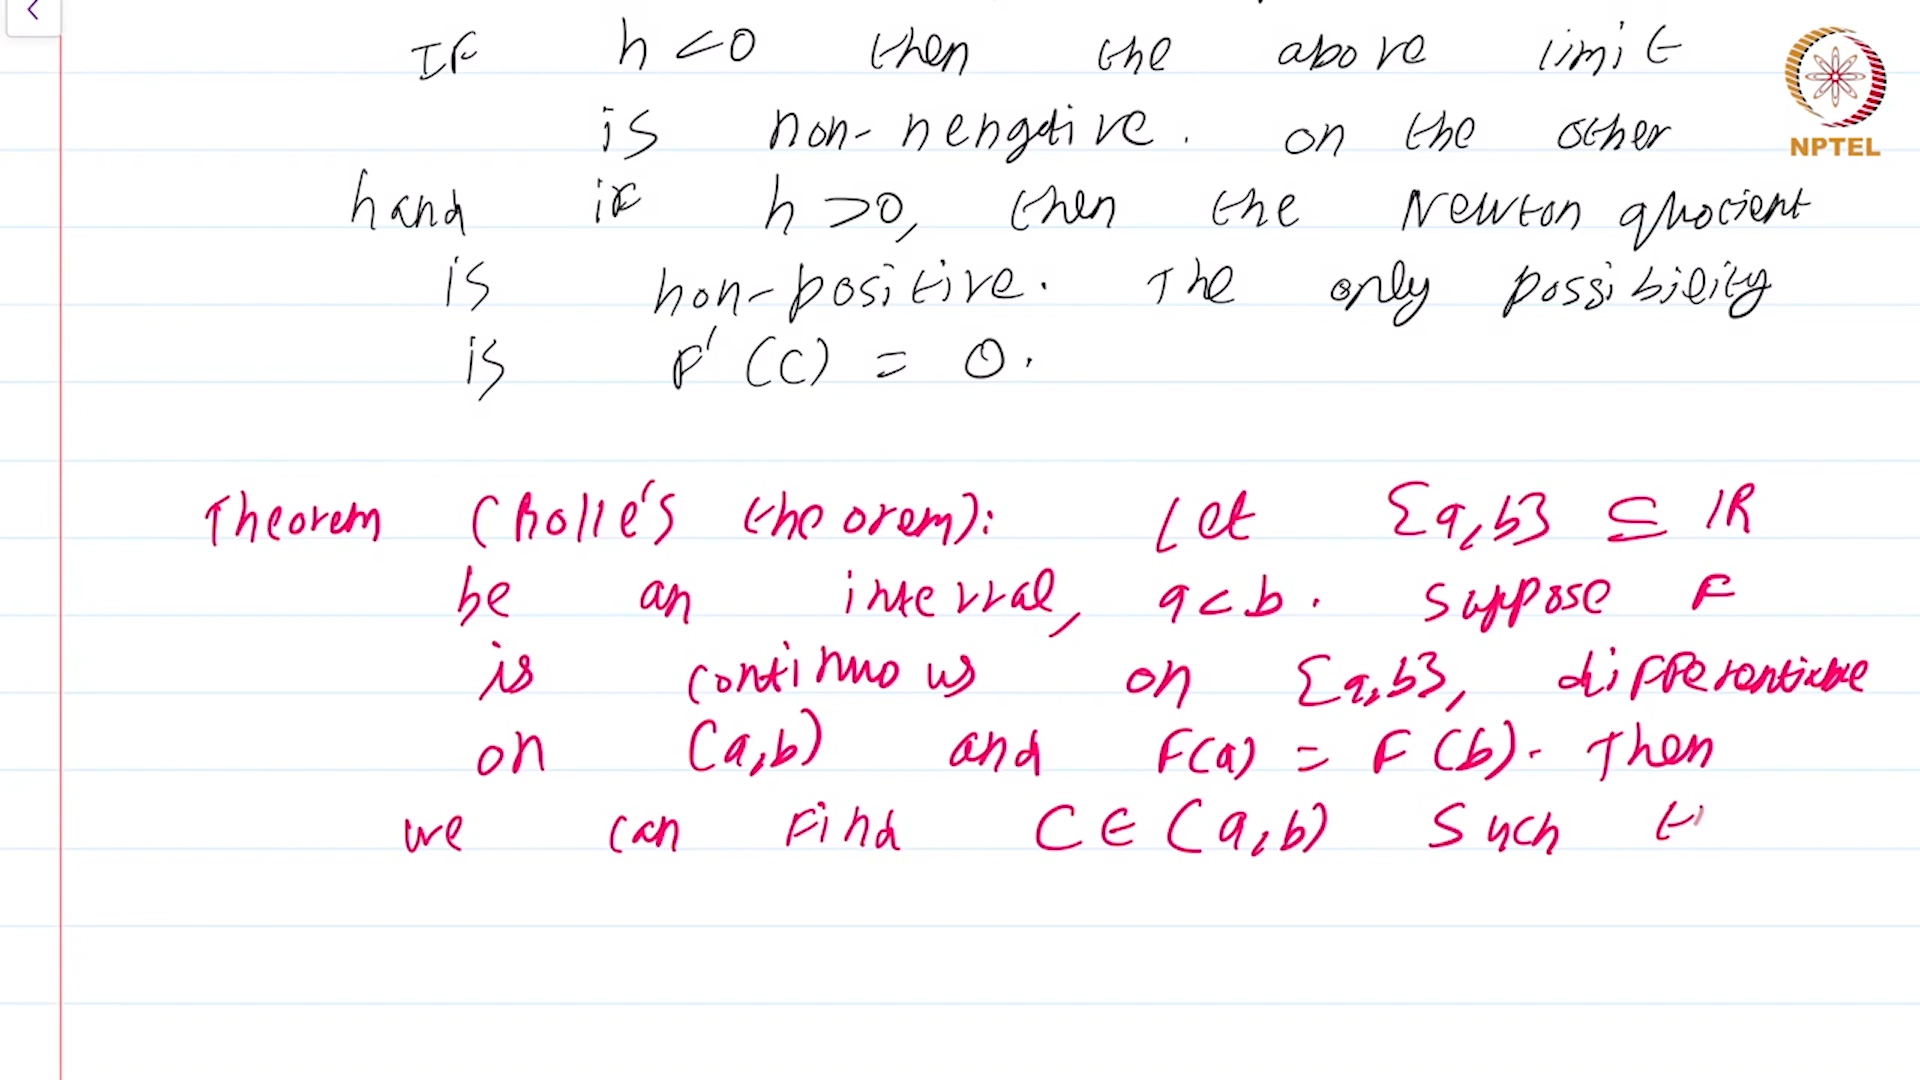 IF h < 0 then the above limit
is non-nengative. on the other
hand if h > 0, then the Newton quotient
is non-positive. The only possibility
is F'(c) = 0.
Theorem (Rolle's theorem): Let [a,b] ⊆ IR
be an interval, a < b. Suppose F
is continuous on [a,b], differentiable
on (a,b) and F(a) = F(b). Then
we can find C ∈ (a,b) Such t
NPTEL